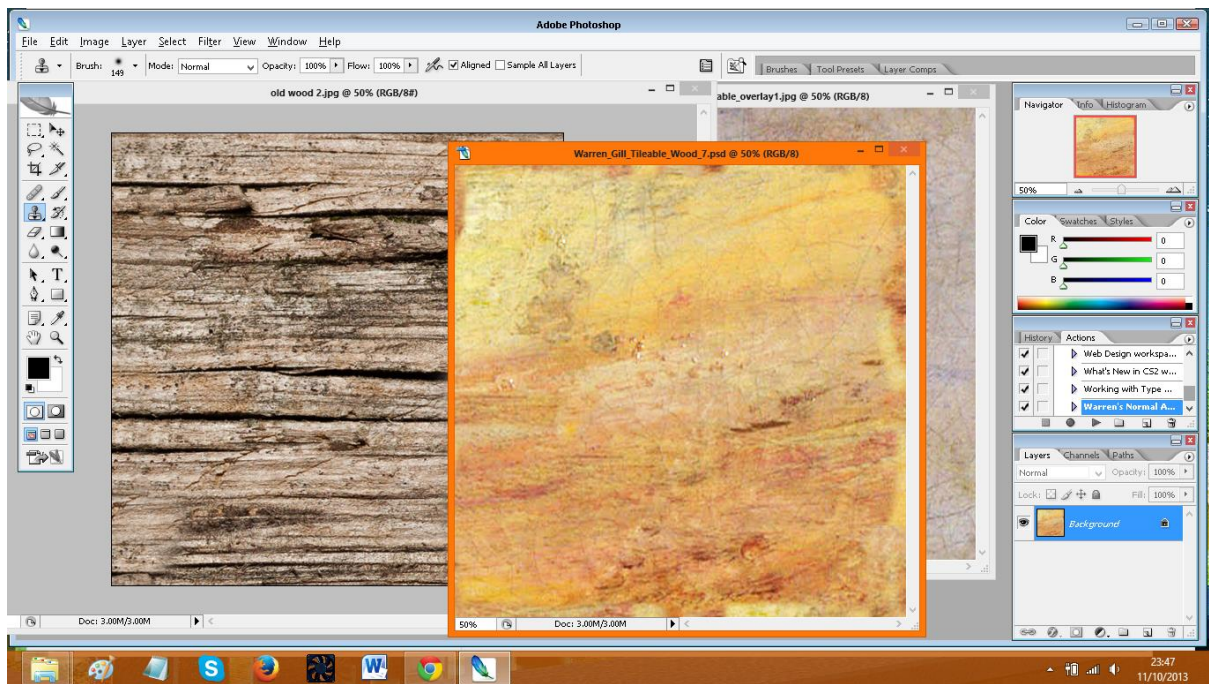 Adobe Photoshop
File Edit Image Layer Select Filter View Window Help
Brush: 149 Mode: Normal Opacity: 100% Flow: 100% Aligned Sample All Layers
Brushes Tool Presets Layer Comps
old wood 2.jpg @ 50% (RGB/8#)
able_overlay1.jpg @ 50% (RGB/8)
Warren_Gill_Tileable_Wood_7.psd @ 50% (RGB/8)
Navigator Info Histogram
50%
Color Swatches Styles
R 0
G 0
B 0
History Actions
Web Design workspa...
What's New in CS2 w...
Working with Type ...
Warren's Normal A...
Layers Channels Paths
Normal Opacity: 100%
Lock: Fill: 100%
Background
Doc: 3.00M/3.00M
50% Doc: 3.00M/3.00M
23:47
11/10/2013